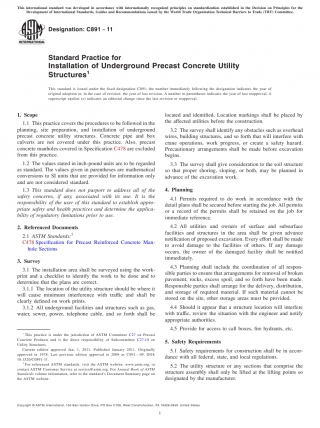 This international standard was developed in accordance with internationally recognized principles on standardization established in the Decision on Principles for the
Development of International Standards, Guides and Recommendations issued by the World Trade Organization Technical Barriers to Trade (TBT) Committee.
Designation: C891 − 11
INTERNATIONAL
Standard Practice for
Installation of Underground Precast Concrete Utility
Structures1
This standard is issued under the fixed designation C891; the number immediately following the designation indicates the year of
original adoption or, in the case of revision, the year of last revision. A number in parentheses indicates the year of last reapproval. A
superscript epsilon (ε) indicates an editorial change since the last revision or reapproval.
1. Scope
1.1 This practice covers the procedures to be followed in the
planning, site preparation, and installation of underground
precast concrete utility structures. Concrete pipe and box
culverts are not covered under this practice. Also, precast
concrete manholes covered in Specification C478 are excluded
from this practice.
1.2 The values stated in inch-pound units are to be regarded
as standard. The values given in parentheses are mathematical
conversions to SI units that are provided for information only
and are not considered standard.
1.3 This standard does not purport to address all of the
safety concerns, if any, associated with its use. It is the
responsibility of the user of this standard to establish appro-
priate safety and health practices and determine the applica-
bility of regulatory limitations prior to use.
2. Referenced Documents
2.1 ASTM Standards:2
C478 Specification for Precast Reinforced Concrete Man-
hole Sections
3. Survey
3.1 The installation area shall be surveyed using the work-
print and a checklist to identify the work to be done and to
determine that the plans are correct.
3.1.1 The location of the utility structure should be where it
will cause minimum interference with traffic and shall be
clearly defined on work prints.
3.1.2 All underground facilities and structures such as gas,
water, sewer, power, telephone cable, and so forth shall be
1 This practice is under the jurisdiction of ASTM Committee C27 on Precast
Concrete Products and is the direct responsibility of Subcommittee
Utility Structures.
Current edition approved Jan. 1, 2011. Published January 2011. Originally
approved in 1978. Last previous edition approved in 2009 as C891 – 09. DOI:
2 For referenced ASTM standards, visit the ASTM website, www.astm.org, or
contact ASTM Customer Service at service@astm.org. For Annual Book of ASTM
Standards volume information, refer to the standard's Document Summary page on
the ASTM website.
located and identified. Location markings shall be placed by
the affected utilities before the construction.
3.2 The survey shall identify any obstacles such as overhead
wires, building structures, and so forth that will interfere with
crane operations, work progress, or create a safety hazard.
Precautionary arrangements shall be made before excavation
begins.
3.3 The survey shall give consideration to the soil structure
so that proper shoring, sloping, or both, may be planned in
advance of the excavation work.
4. Planning
4.1 Permits required to do work in accordance with the
detail plans shall be secured before starting the job. All permits
or a record of the permits shall be retained on the job for
immediate reference.
4.2 All utilities and owners of surface and subsurface
facilities and structures in the area shall be given advance
notification of proposed excavation. Every effort shall be made
to avoid damage to the facilities of others. If any damage
occurs, the owner of the damaged facility shall be notified
immediately.
4.3 Planning shall include the coordination of all respon-
sible parties to ensure that arrangements for removal of broken
pavement, rocks, excess spoil, and so forth have been made.
Responsible parties shall arrange for the delivery, distribution,
and storage of required material. If such material cannot be
stored on the site, other storage areas must be provided.
4.4 Should it appear that a structure location will interfere
with traffic, review the situation with the engineer and notify
appropriate authorities.
4.5 Provide for access to call boxes, fire hydrants, etc.
5. Safety Requirements
5.1 Safety requirements for construction shall be in accor-
dance with all federal, state, and local regulations.
5.2 The utility structure or any sections that comprise the
structure assembly shall only be lifted at the lifting points so
designated by the manufacturer.
Copyright © ASTM International, 100 Barr Harbor Drive, PO Box C700, West Conshohocken, PA 19428-2959, United States
1